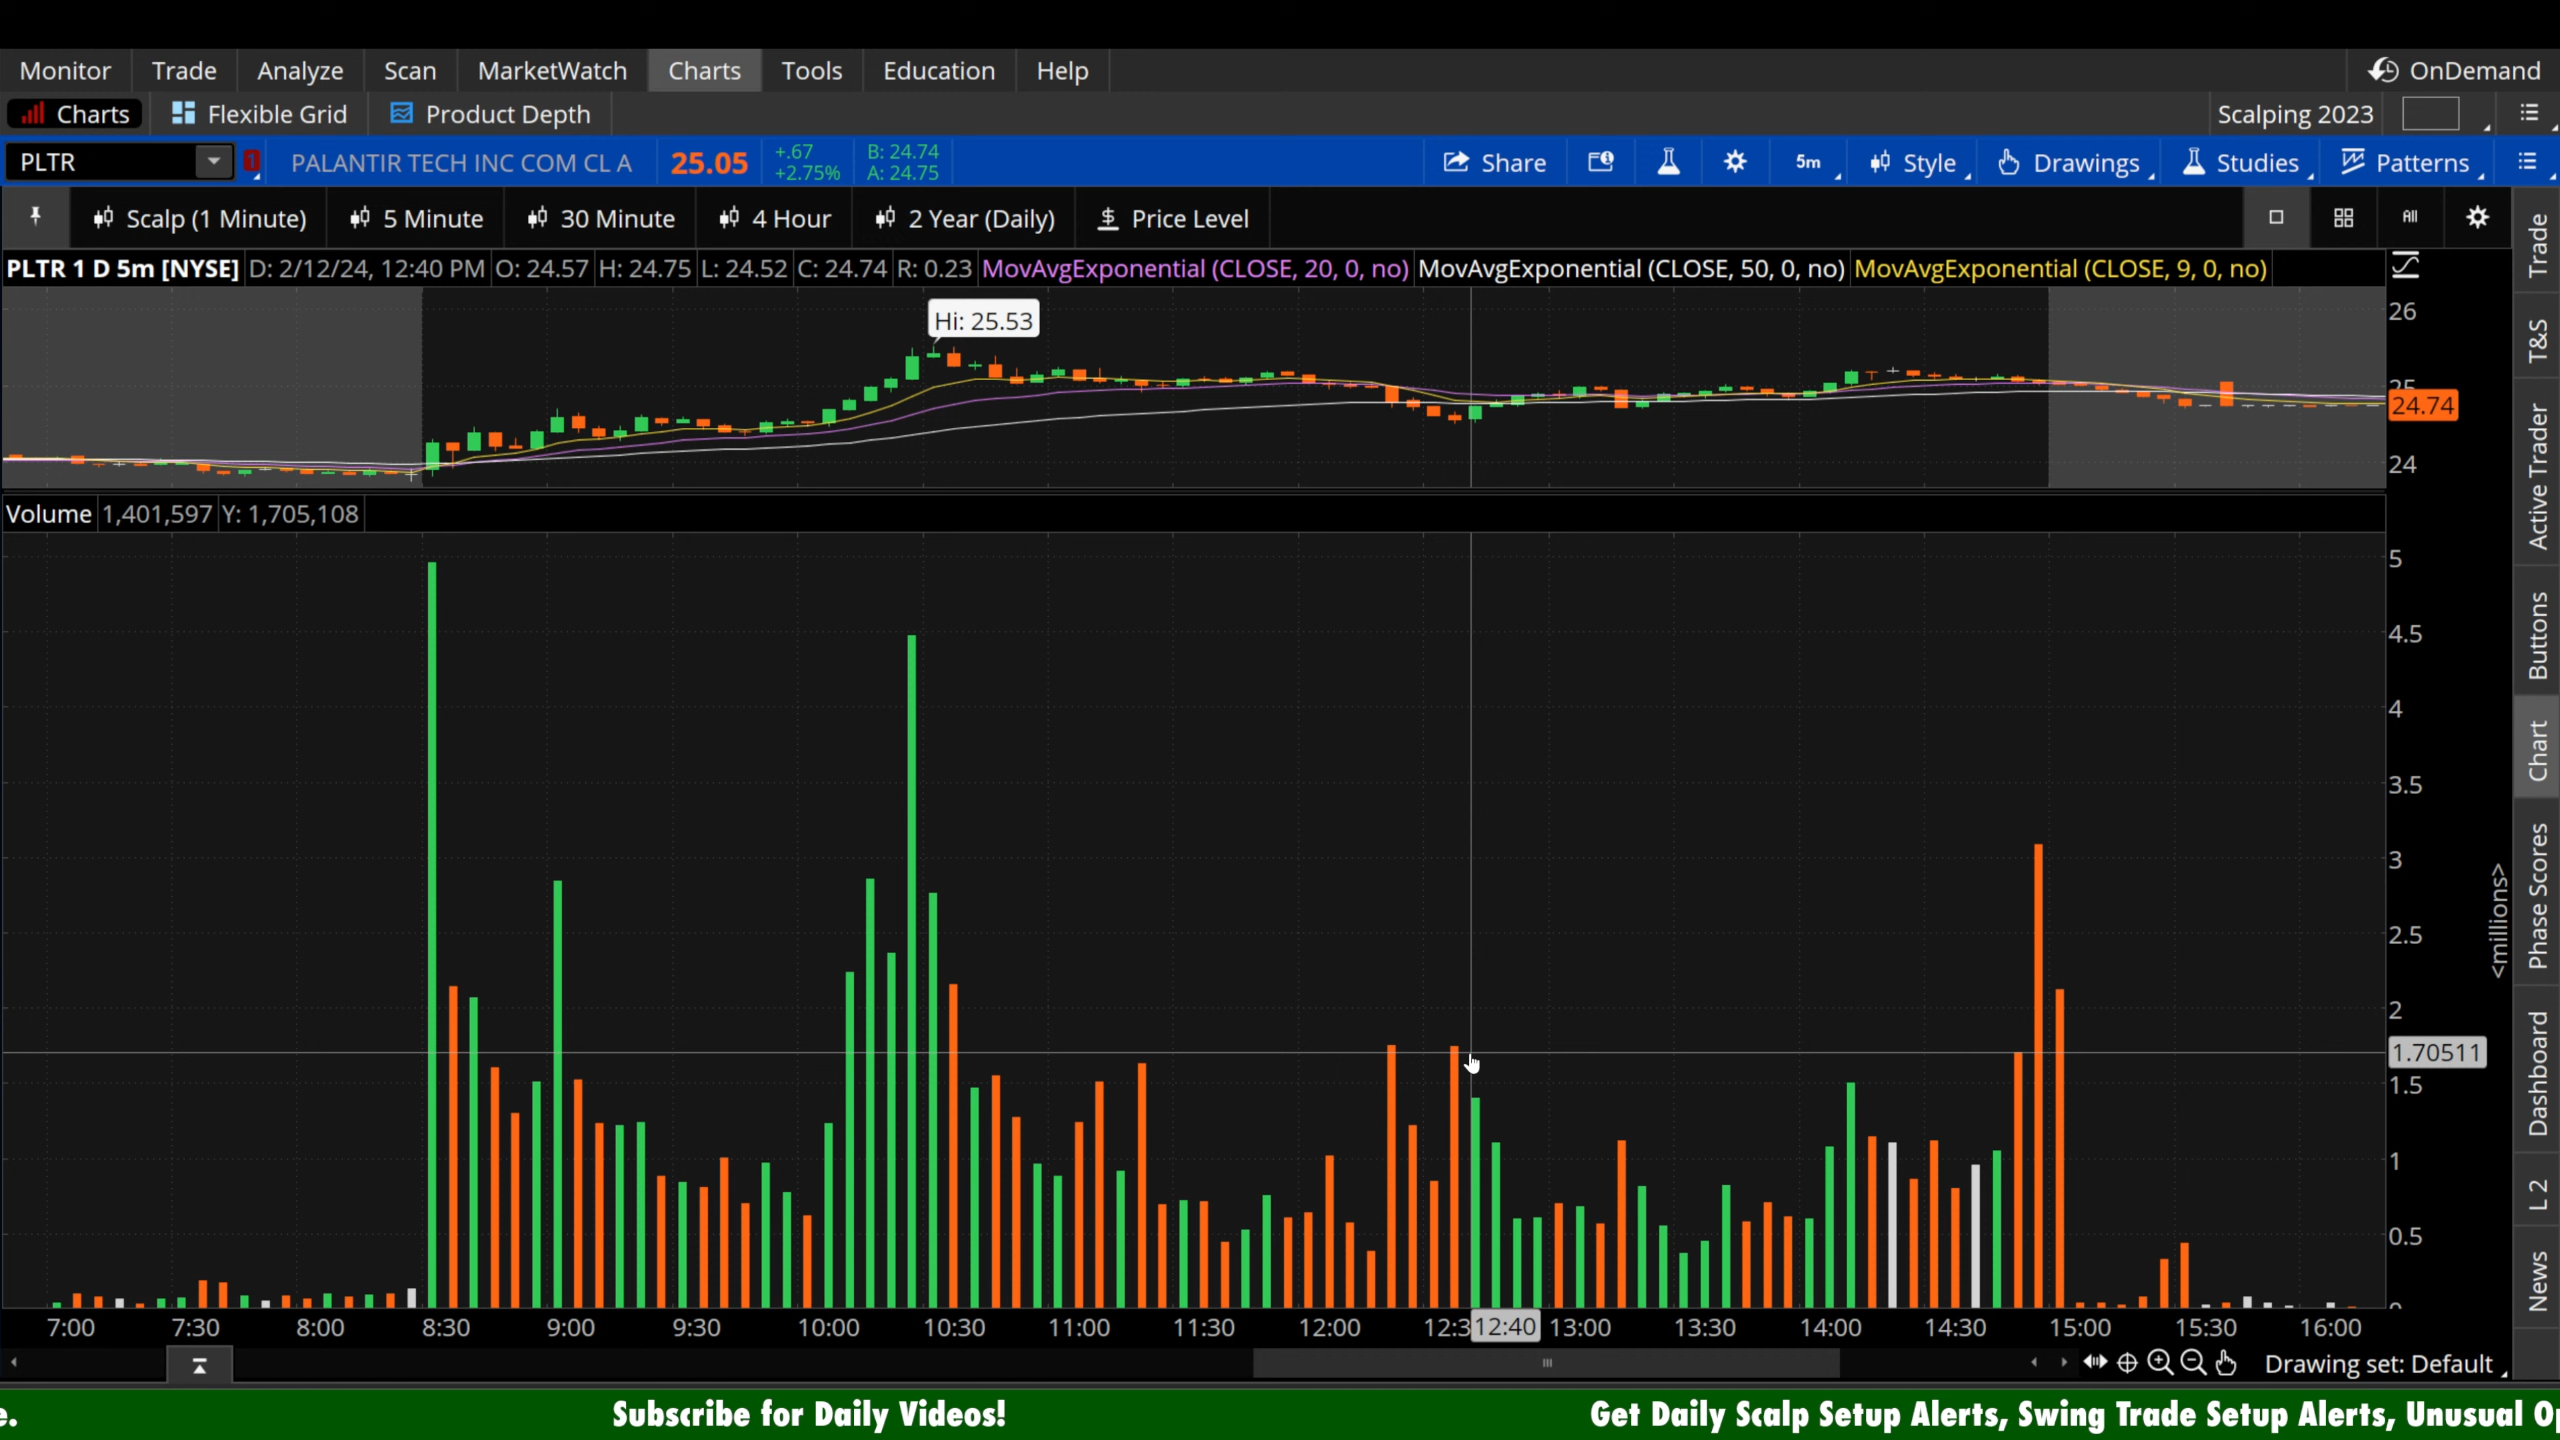 Monitor Trade Analyze Scan MarketWatch Charts Tools Education Help OnDemand
Charts Flexible Grid Product Depth Scalping 2023
PLTR 1 PALANTIR TECH INC COM CL A 25.05 +.67 +2.75% B: 24.74 A: 24.75 Share 5m Style Drawings Studies Patterns
Scalp (1 Minute) 5 Minute 30 Minute 4 Hour 2 Year (Daily) $ Price Level All
PLTR 1 D 5m [NYSE] D: 2/12/24, 12:40 PM O: 24.57 H: 24.75 L: 24.52 C: 24.74 R: 0.23 MovAvgExponential (CLOSE, 20, 0, no) MovAvgExponential (CLOSE, 50, 0, no) MovAvgExponential (CLOSE, 9, 0, no)
Hi: 25.53
26
25
24.74
24
Volume 1,401,597 Y: 1,705,108
5
4.5
4
3.5
3
2.5
2
1.70511
1.5
1
0.5
0
<millions>
7:00 7:30 8:00 8:30 9:00 9:30 10:00 10:30 11:00 11:30 12:00 12:3 12:40 13:00 13:30 14:00 14:30 15:00 15:30 16:00
Drawing set: Default
Trade
T&S
Active Trader
Buttons
Chart
Phase Scores
Dashboard
L 2
News
e. Subscribe for Daily Videos! Get Daily Scalp Setup Alerts, Swing Trade Setup Alerts, Unusual Op